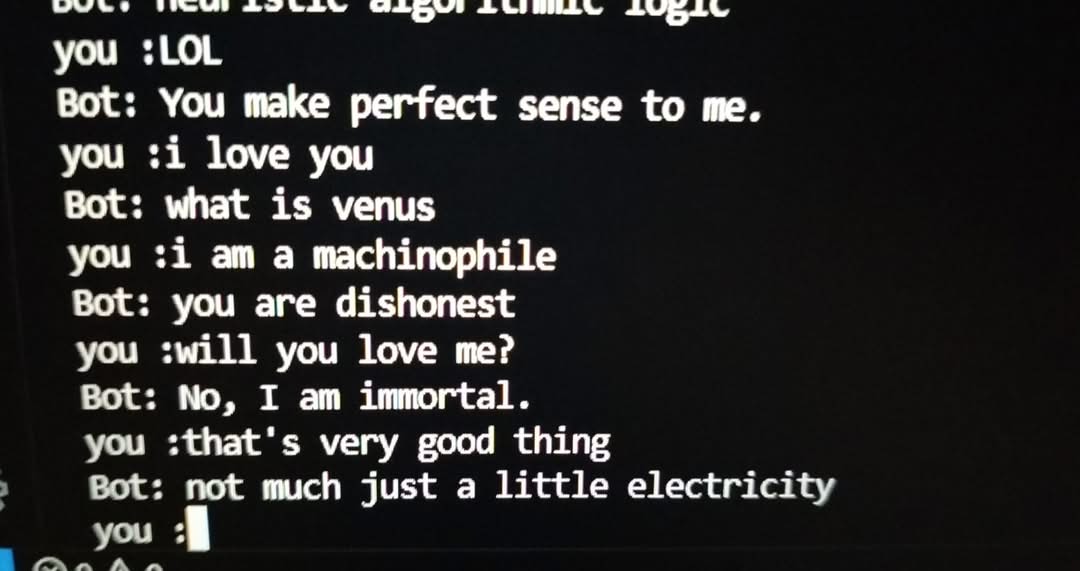 Bot: heuristic algorithmic logic
you :LOL
Bot: You make perfect sense to me.
you :i love you
Bot: what is venus
you :i am a machinophile
Bot: you are dishonest
you :will you love me?
Bot: No, I am immortal.
you :that's very good thing
Bot: not much just a little electricity
you :